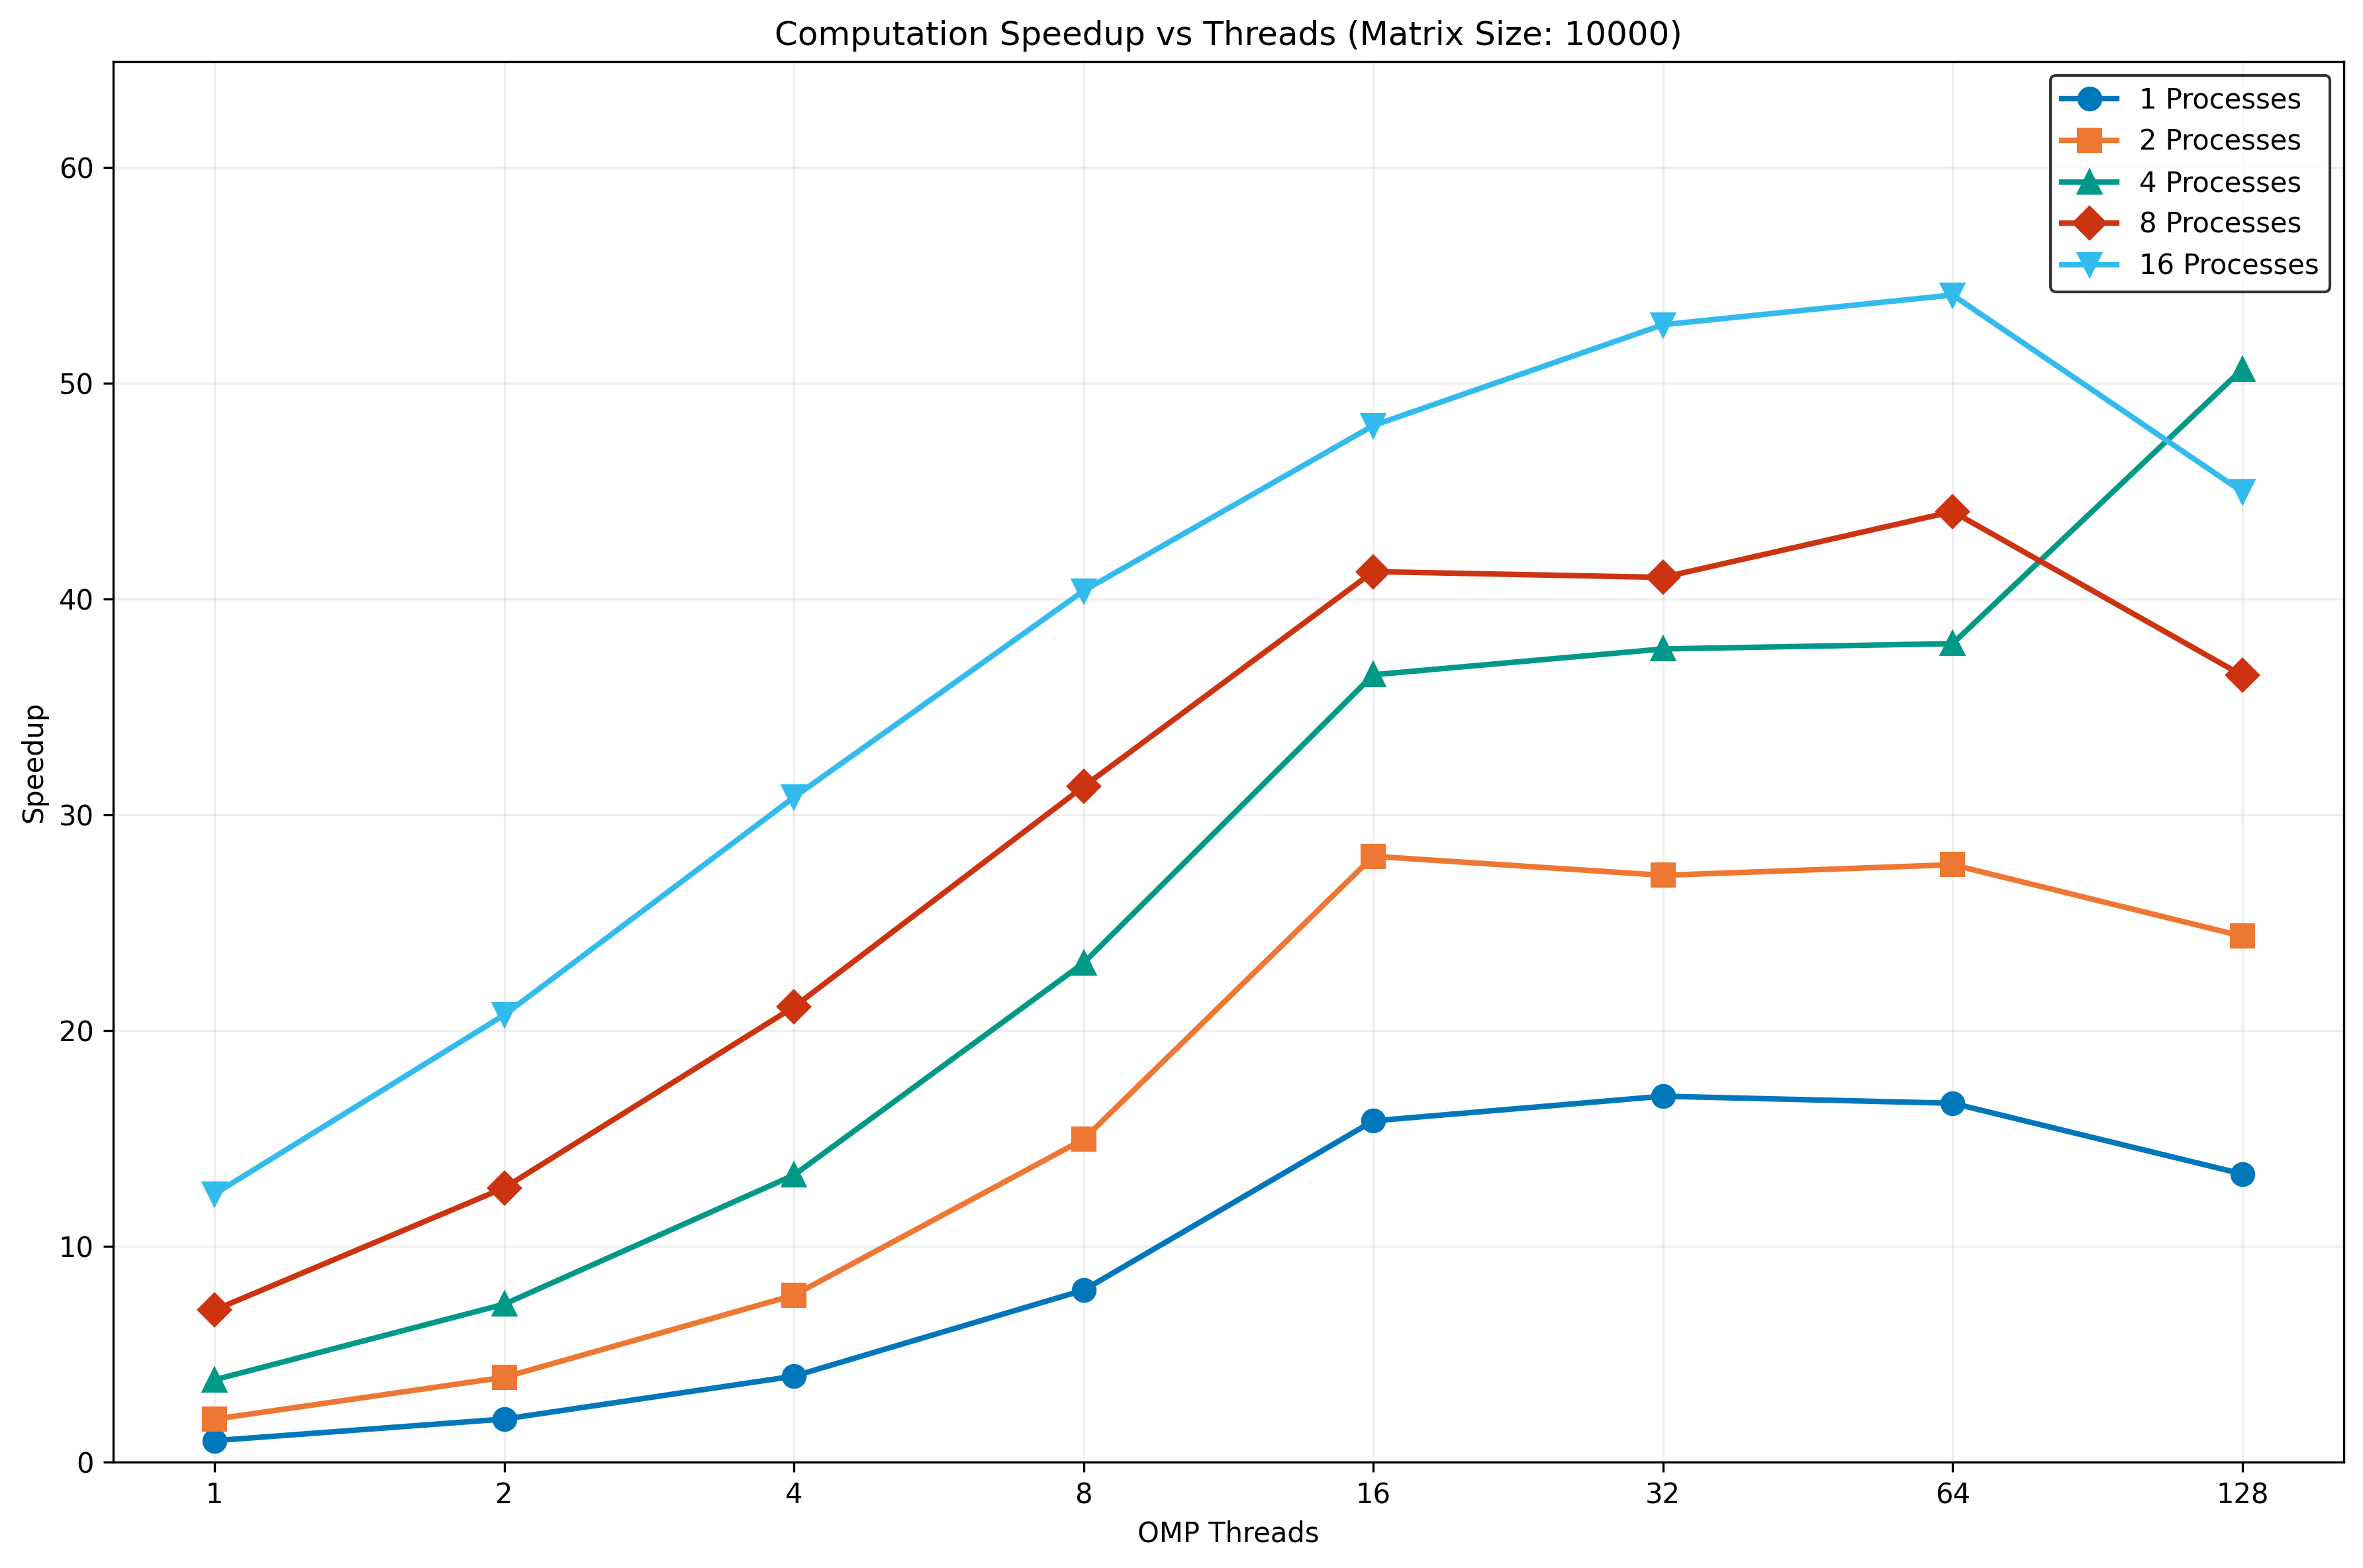 Computation Speedup vs Threads (Matrix Size: 10000)
1 Processes
2 Processes
4 Processes
8 Processes
16 Processes
Speedup
60
50
40
30
20
10
0
1 2 4 8 16 32 64 128
OMP Threads